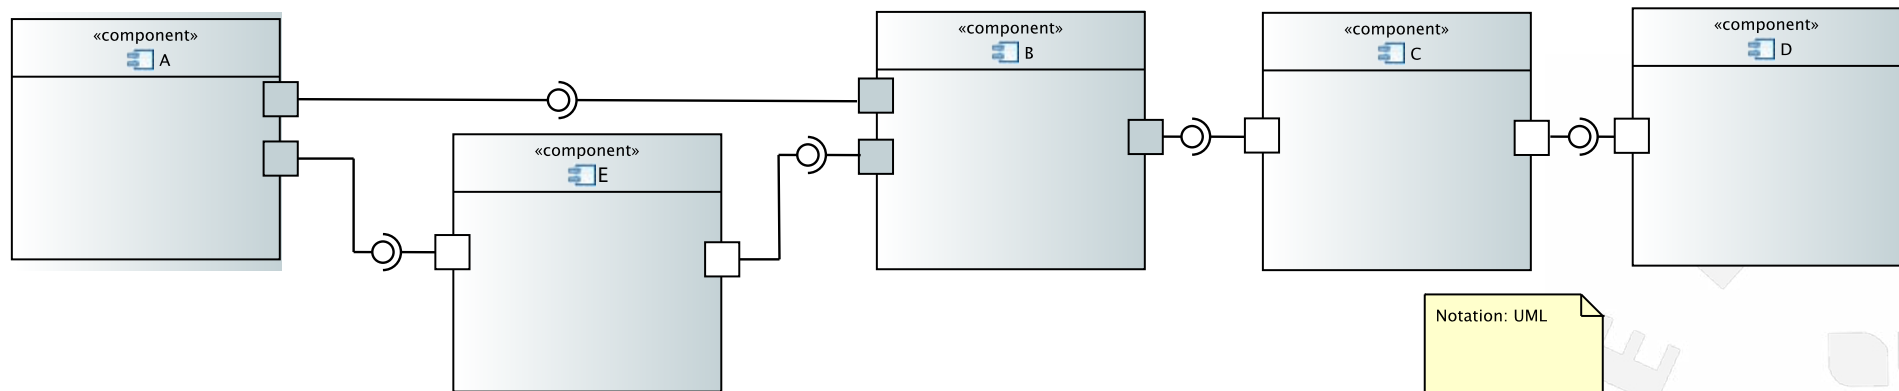 «component»
A
«component»
B
«component»
C
«component»
D
«component»
E
Notation: UML